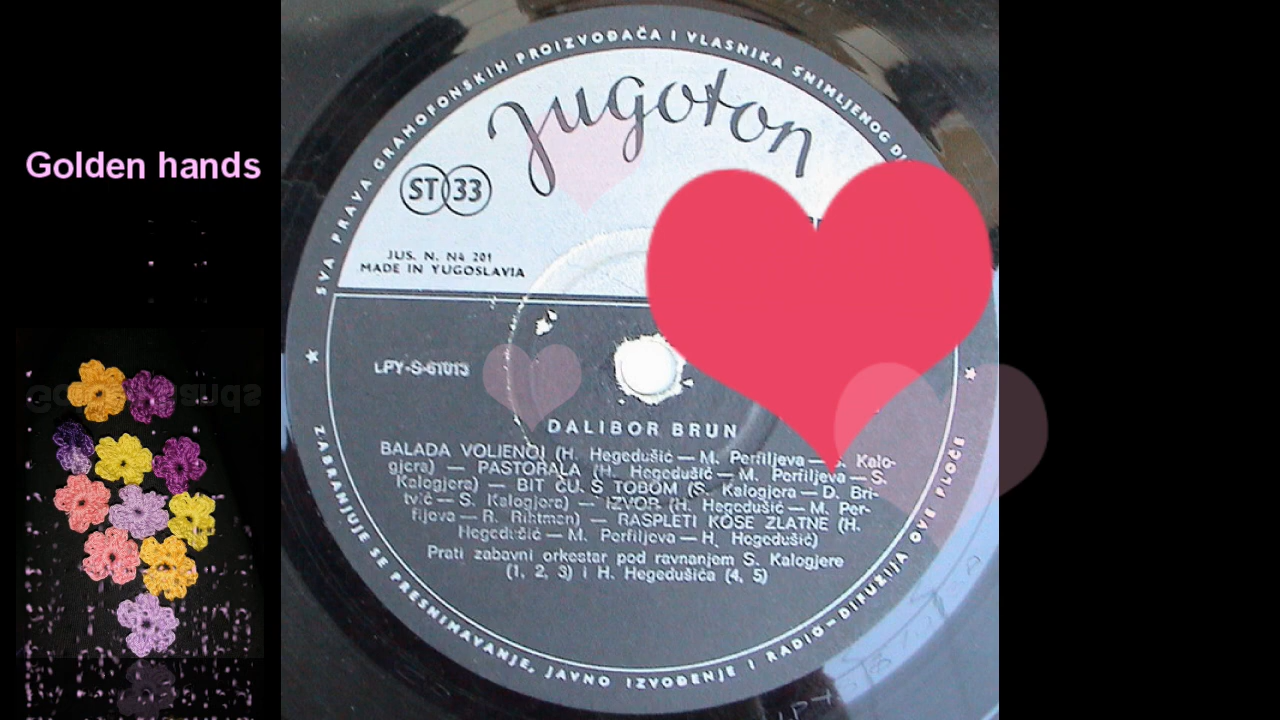 Golden hands
SVA PRAVA GRAMOFONSKIH PROIZVOĐAČA I VLASNIKA SNIMLJENOG
jugoton
ST 33
JUS. N. N4 201
MADE IN YUGOSLAVIA
LPY-S-61013
DALIBOR BRUN
BALADA VOLJENOJ (H. Hegedušić — M. Perfiljeva — S. Kalo-
gjera) — PASTORALA (H. Hegedušić — M. Perfiljeva — S.
Kalogjera) — BIT ĆU S TOBOM (S. Kalogjera — D. Bri-
tvić — S. Kalogjera) — IZVOR (H. Hegedušić — M. Per-
filjeva — R. Rihtman) — RASPLETI KOSE ZLATNE (H.
Hegedušić — M. Perfiljeva — H. Hegedušić)
Prati zabavni orkestar pod ravnanjem S. Kalogjere
(1, 2, 3) i H. Hegedušića (4, 5)
ZABRANJUJE SE PRESNIMAVANJE, JAVNO IZVOĐENJE I RADIO-DIFUZIJA OVE PLOČE